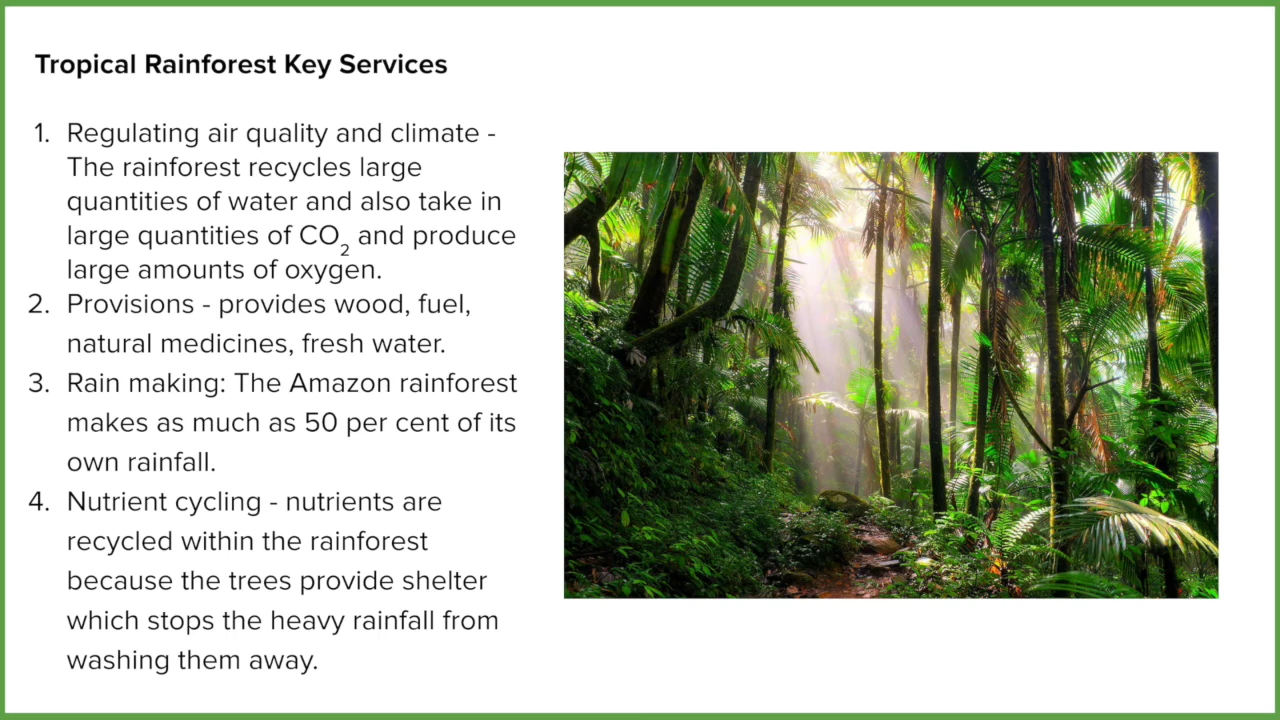 Tropical Rainforest Key Services
1. Regulating air quality and climate -
The rainforest recycles large
quantities of water and also take in
large quantities of CO₂ and produce
large amounts of oxygen.
2. Provisions - provides wood, fuel,
natural medicines, fresh water.
3. Rain making: The Amazon rainforest
makes as much as 50 per cent of its
own rainfall.
4. Nutrient cycling - nutrients are
recycled within the rainforest
because the trees provide shelter
which stops the heavy rainfall from
washing them away.